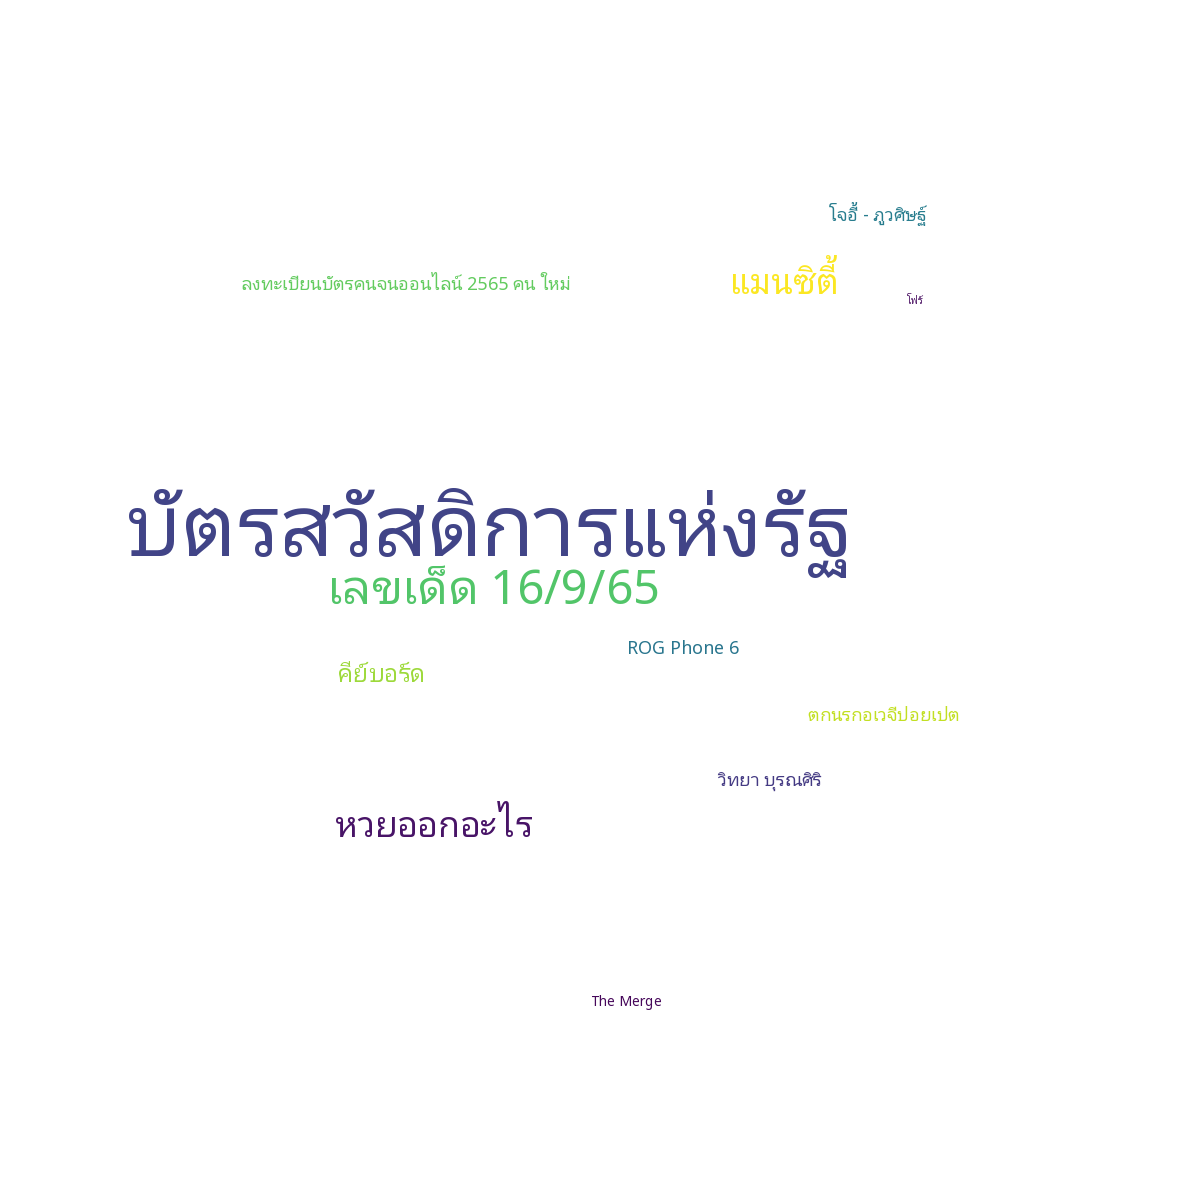 โจอี้ - ภูวศิษฐ์
ลงทะเบียนบัตรคนจนออนไลน์ 2565 คน ใหม่
แมนซิตี้
โฟร์
บัตรสวัสดิการแห่งรัฐ
เลขเด็ด 16/9/65
ROG Phone 6
คีย์บอร์ด
ตกนรกอเวจีปอยเปต
วิทยา บุรณศิริ
หวยออกอะไร
The Merge